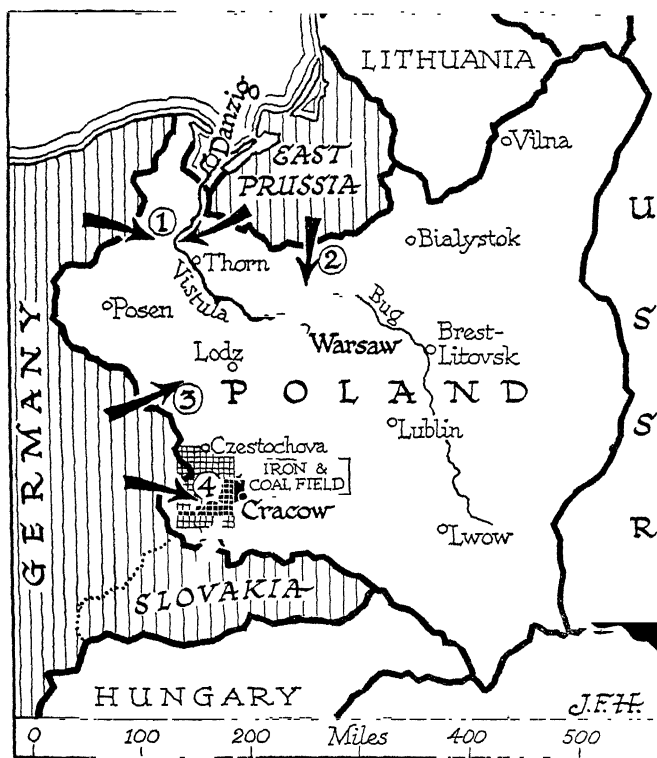 LITHUANIA
Danzig
Vilna
EAST
PRUSSIA
U
S
S
R
1
2
Bialystok
Thorn
Vistula
Posen
Bug
Warsaw
Brest-
Litovsk
Lodz
GERMANY
3
POLAND
Lublin
Czestochova
IRON &
COAL FIELD
4
Cracow
Lwow
SLOVAKIA
HUNGARY
J.F.H.
0 100 200 Miles 400 500